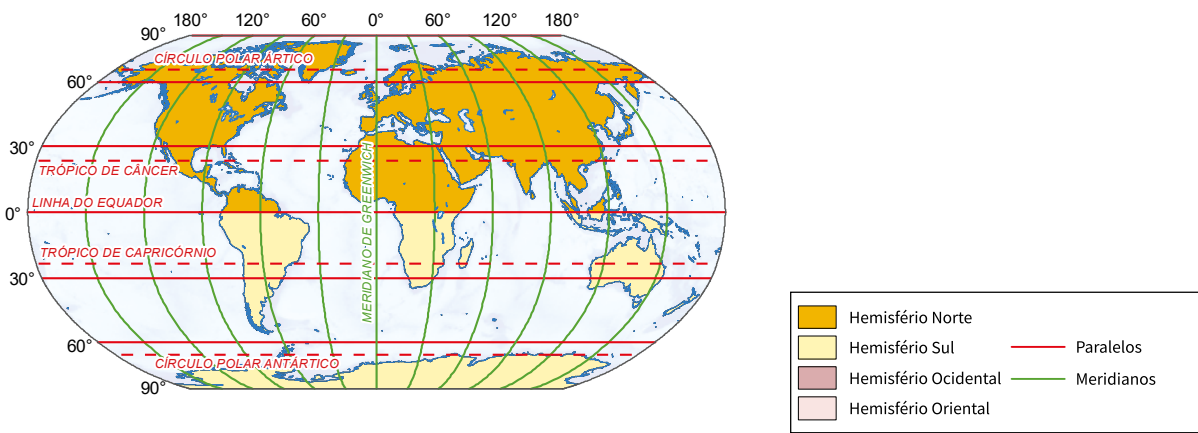 180° 120° 60° 0° 60° 120° 180°
90°
CÍRCULO POLAR ÁRTICO
60°
30°
TRÓPICO DE CÂNCER
LINHA DO EQUADOR
0°
MERIDIANO DE GREENWICH
TRÓPICO DE CAPRICÓRNIO
30°
60°
CÍRCULO POLAR ANTÁRTICO
90°
Hemisfério Norte
Hemisfério Sul
Hemisfério Ocidental
Hemisfério Oriental
Paralelos
Meridianos